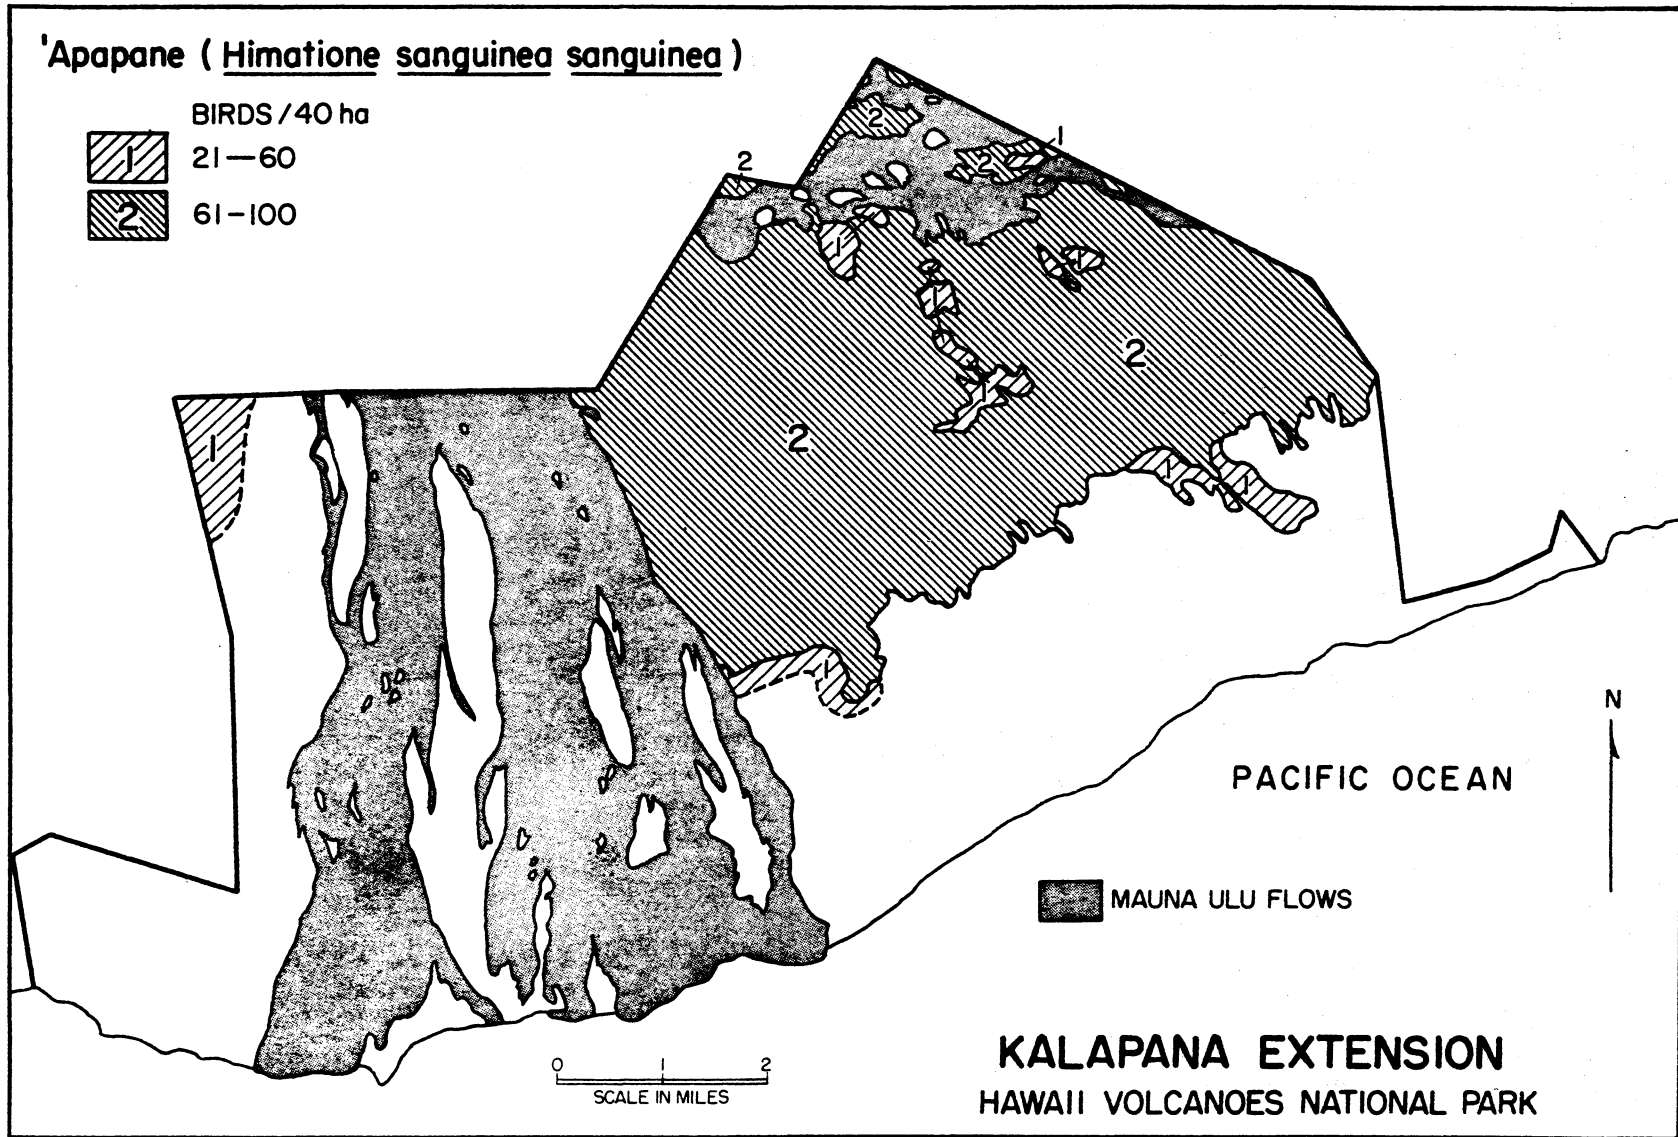 'Apapane (Himatione sanguinea sanguinea)
BIRDS/40 ha
1 21—60
2 61-100
2
1
2
2
1
1
1
2
1
2
1
1
1
1
N
PACIFIC OCEAN
MAUNA ULU FLOWS
0 1 2
SCALE IN MILES
KALAPANA EXTENSION
HAWAII VOLCANOES NATIONAL PARK